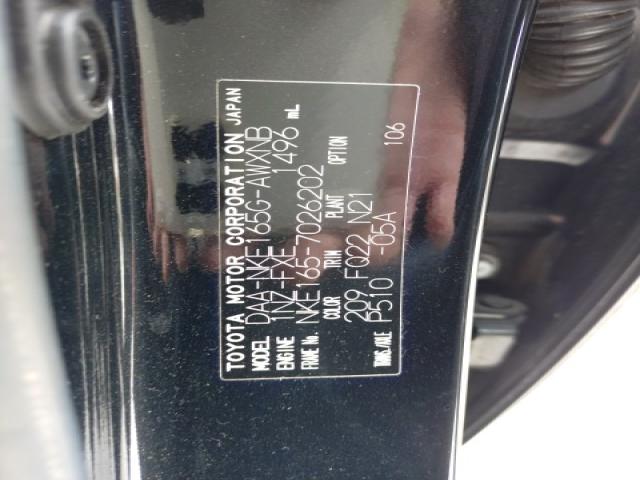 TOYOTA MOTOR CORPORATION JAPAN
MODEL DAA-NKE165G-AWXNB
ENGINE 1NZ-FXE 1496 mL
FRAME No. NKE165-7026202
COLOR TRIM PLANT OPTION
209 FQ22 N21 106
TRANS./AXLE P510 -05A